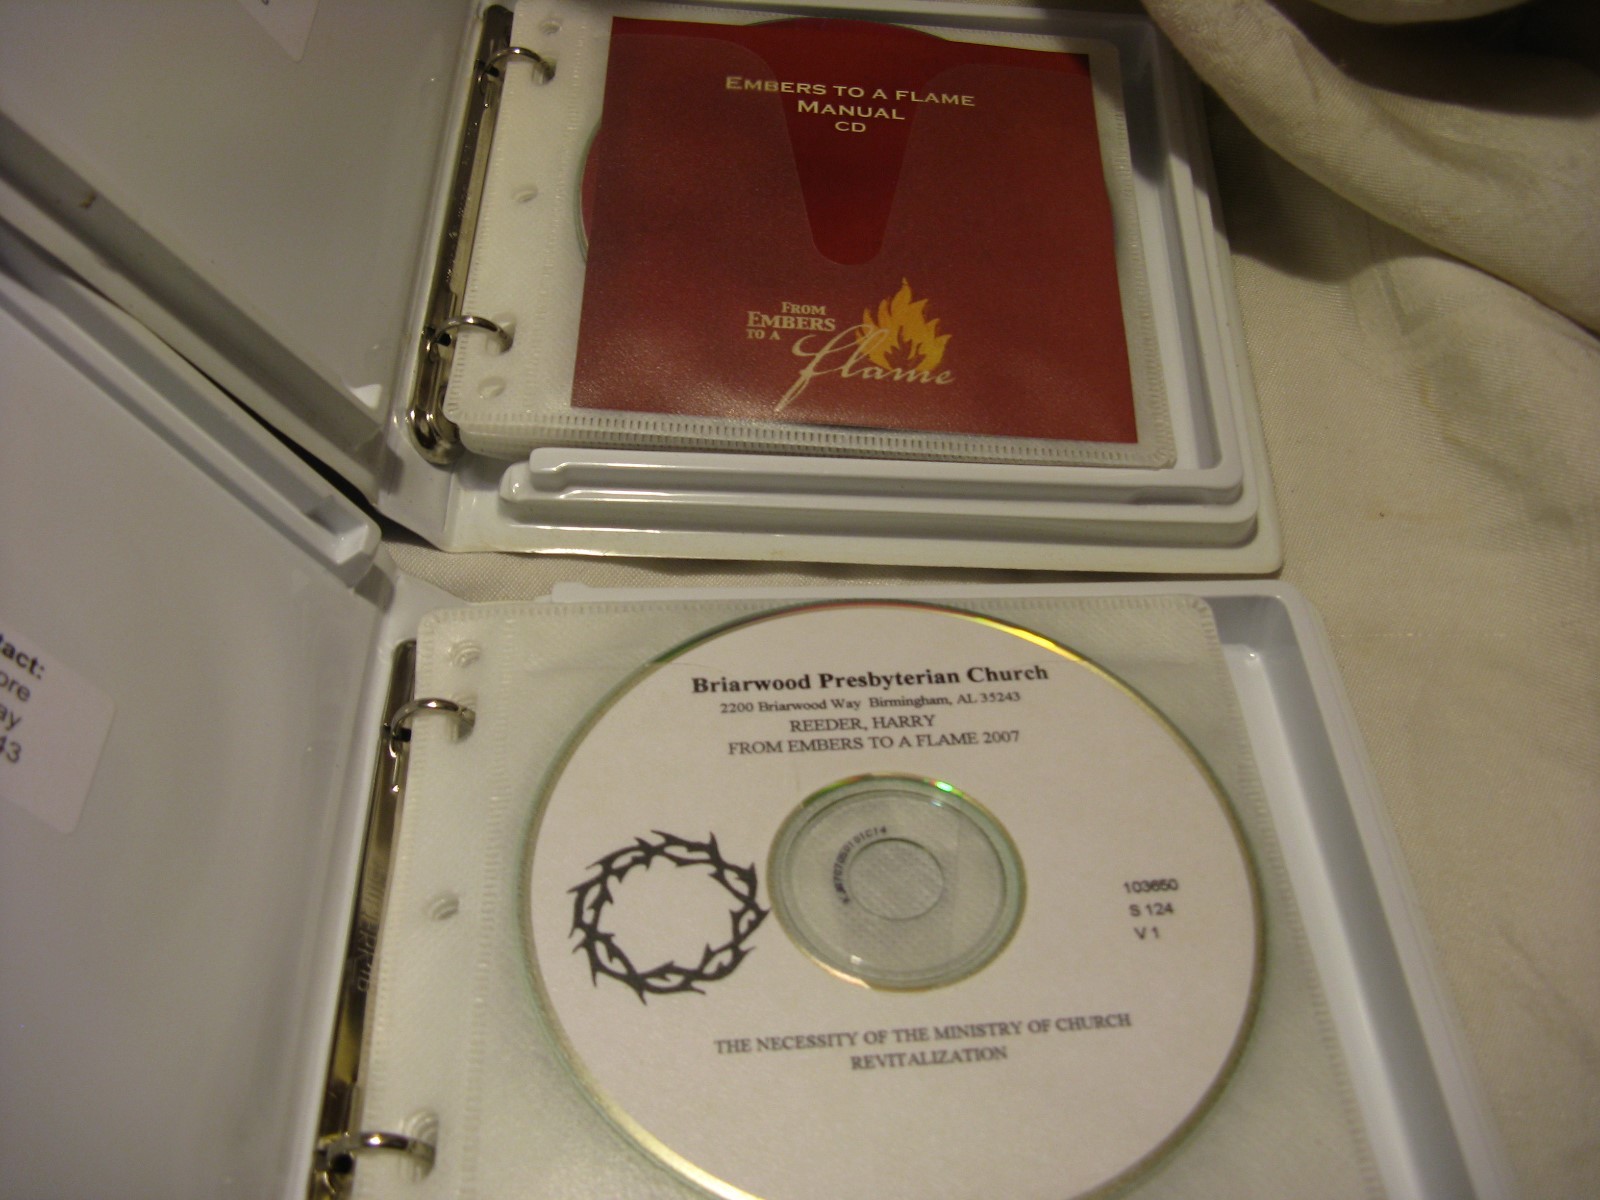 EMBERS TO A FLAME
MANUAL
CD
FROM
EMBERS
TO A
flame
tact:
ore
ay
43
Briarwood Presbyterian Church
2200 Briarwood Way Birmingham, AL 35243
REEDER, HARRY
FROM EMBERS TO A FLAME 2007
103650
S 124
V 1
THE NECESSITY OF THE MINISTRY OF CHURCH
REVITALIZATION